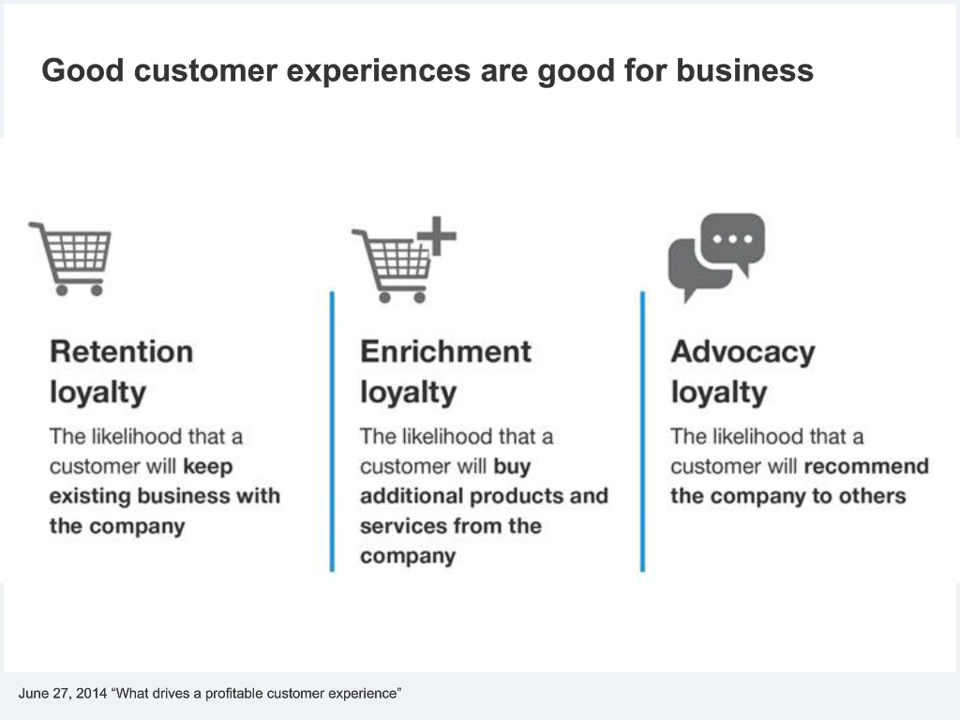 Good customer experiences are good for business
Retention
loyalty
The likelihood that a
customer will keep
existing business with
the company
Enrichment
loyalty
The likelihood that a
customer will buy
additional products and
services from the
company
Advocacy
loyalty
The likelihood that a
customer will recommend
the company to others
June 27, 2014 “What drives a profitable customer experience”